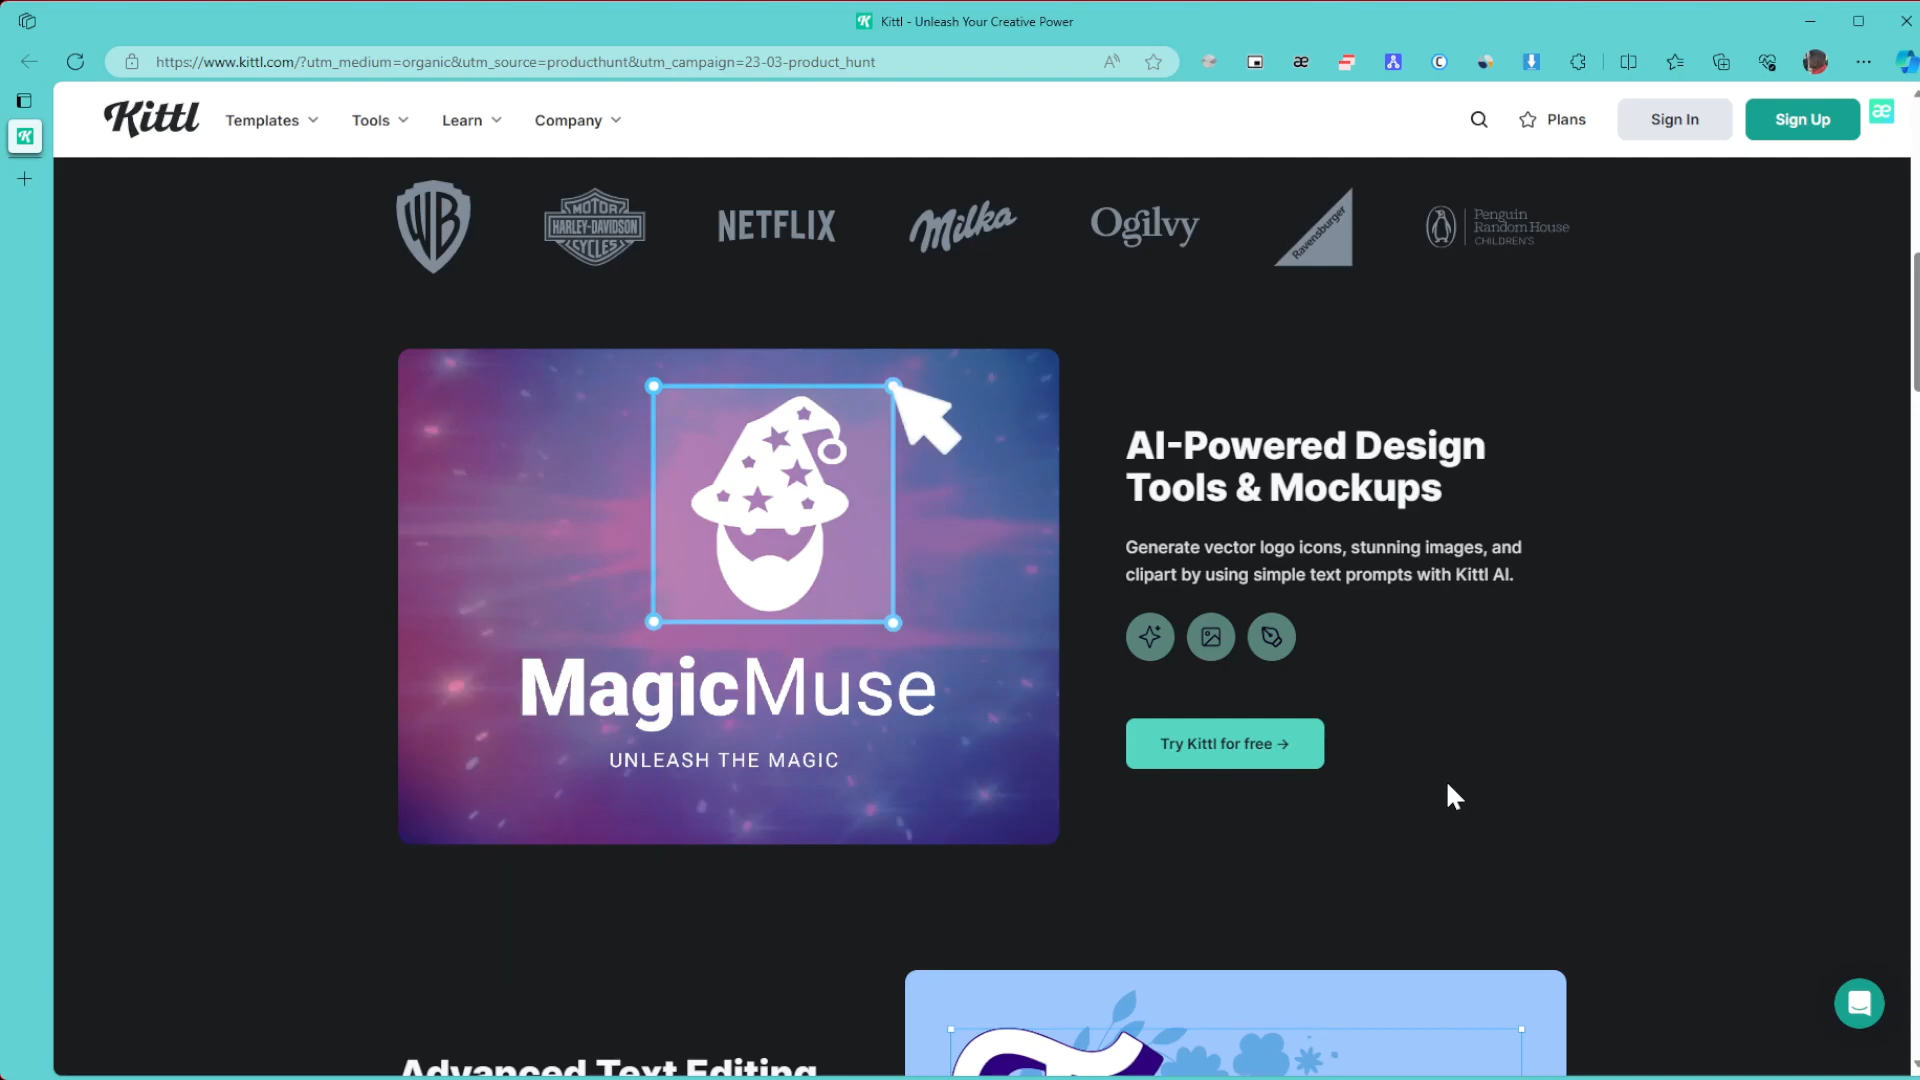 Kittl - Unleash Your Creative Power
https://www.kittl.com/?utm_medium=organic&utm_source=producthunt&utm_campaign=23-03-product_hunt
Kittl
Templates
Tools
Learn
Company
Plans
Sign In
Sign Up
æ
WB
MOTOR
HARLEY-DAVIDSON
CYCLES
NETFLIX
Milka
Ogilvy
Ravensburger
Penguin
Random House
CHILDREN'S
AI-Powered Design
Tools & Mockups
Generate vector logo icons, stunning images, and
clipart by using simple text prompts with Kittl AI.
Try Kittl for free →
MagicMuse
UNLEASH THE MAGIC
Advanced Text Editing